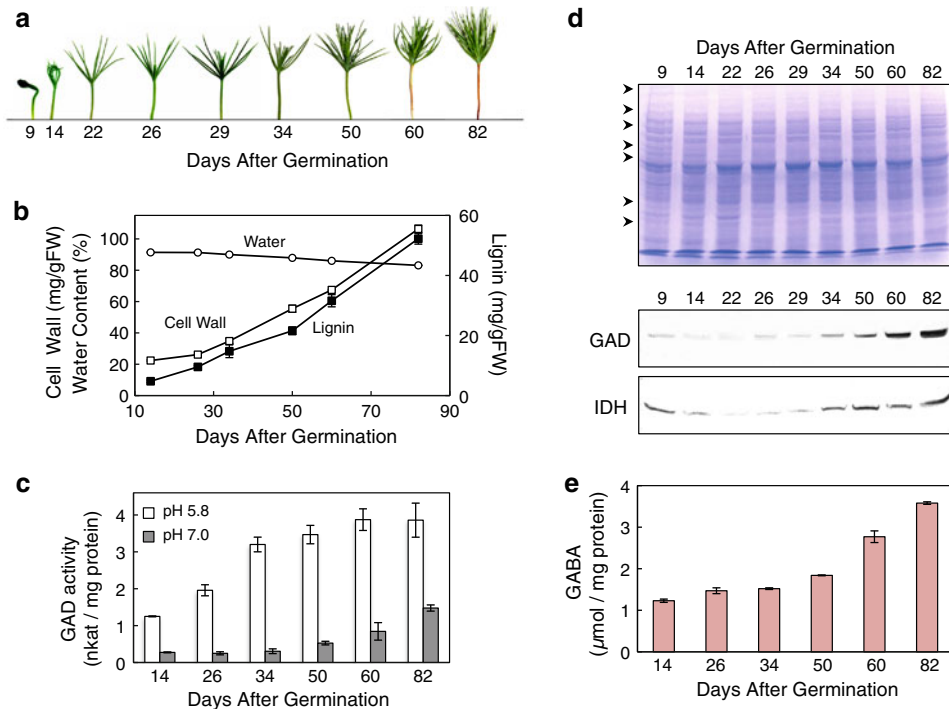 a
9 14 22 26 29 34 50 60 82
Days After Germination
b
Cell Wall (mg/gFW)
Water Content (%)
100
80
60
40
20
0
Water
Cell Wall
Lignin
60
40
20
0
Lignin (mg/gFW)
10 30 50 70 90
Days After Germination
c
GAD activity
(nkat / mg protein)
4
3
2
1
0
pH 5.8
pH 7.0
14 26 34 50 60 82
Days After Germination
d
Days After Germination
9 14 22 26 29 34 50 60 82
9 14 22 26 29 34 50 60 82
GAD
IDH
e
GABA
(µmol / mg protein)
4
3
2
1
0
14 26 34 50 60 82
Days After Germination